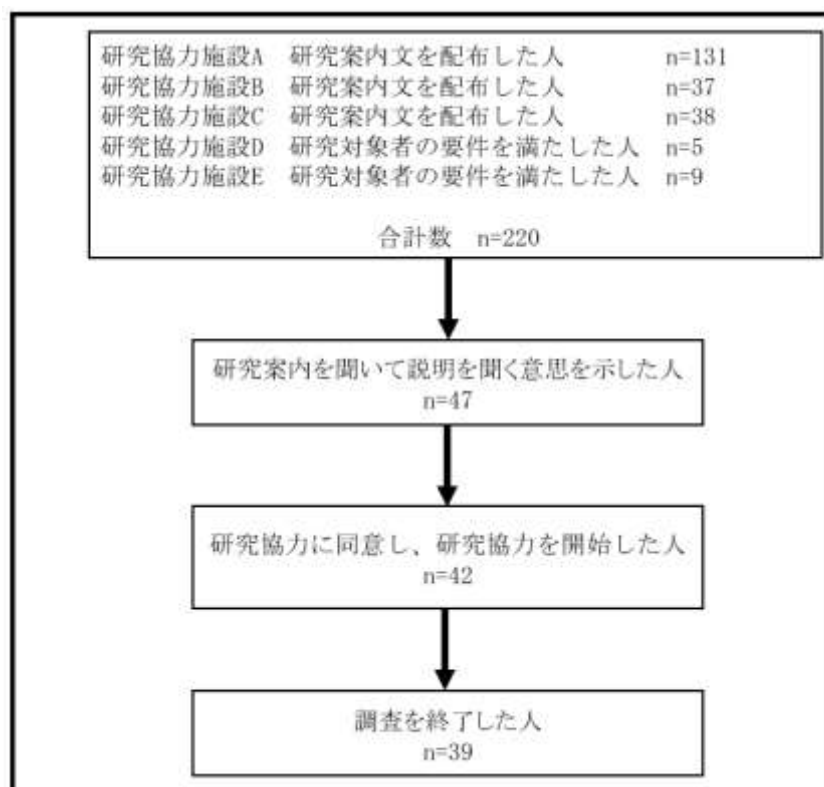 研究協力施設A　研究案内文を配布した人　n=131
研究協力施設B　研究案内文を配布した人　n=37
研究協力施設C　研究案内文を配布した人　n=38
研究協力施設D　研究対象者の要件を満たした人　n=5
研究協力施設E　研究対象者の要件を満たした人　n=9
合計数　n=220
研究案内を聞いて説明を聞く意思を示した人
n=47
研究協力に同意し、研究協力を開始した人
n=42
調査を終了した人
n=39